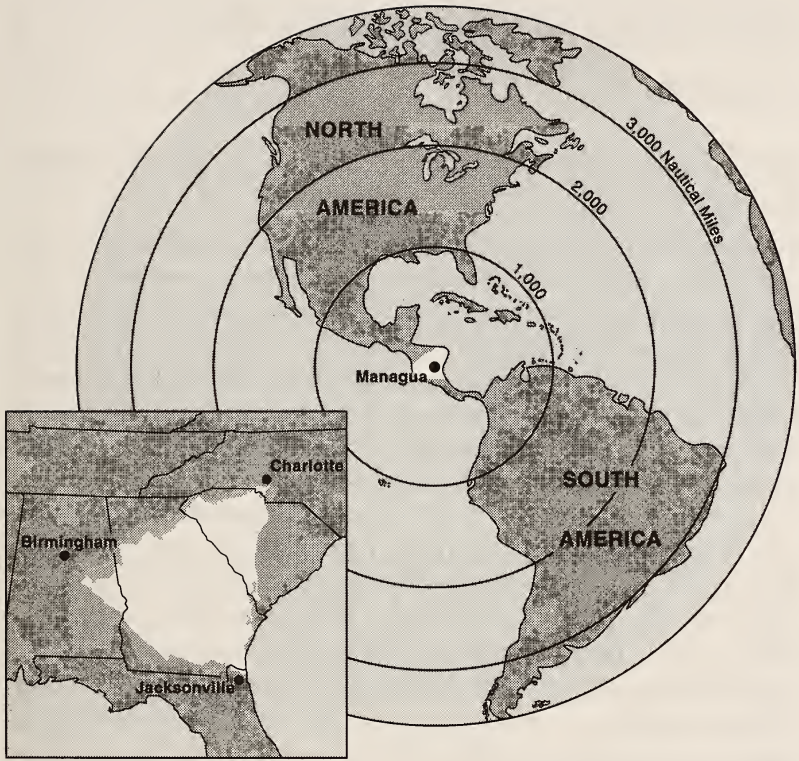 NORTH
AMERICA
3,000 Nautical Miles
2,000
1,000
Managua
SOUTH
AMERICA
Charlotte
Birmingham
Jacksonville